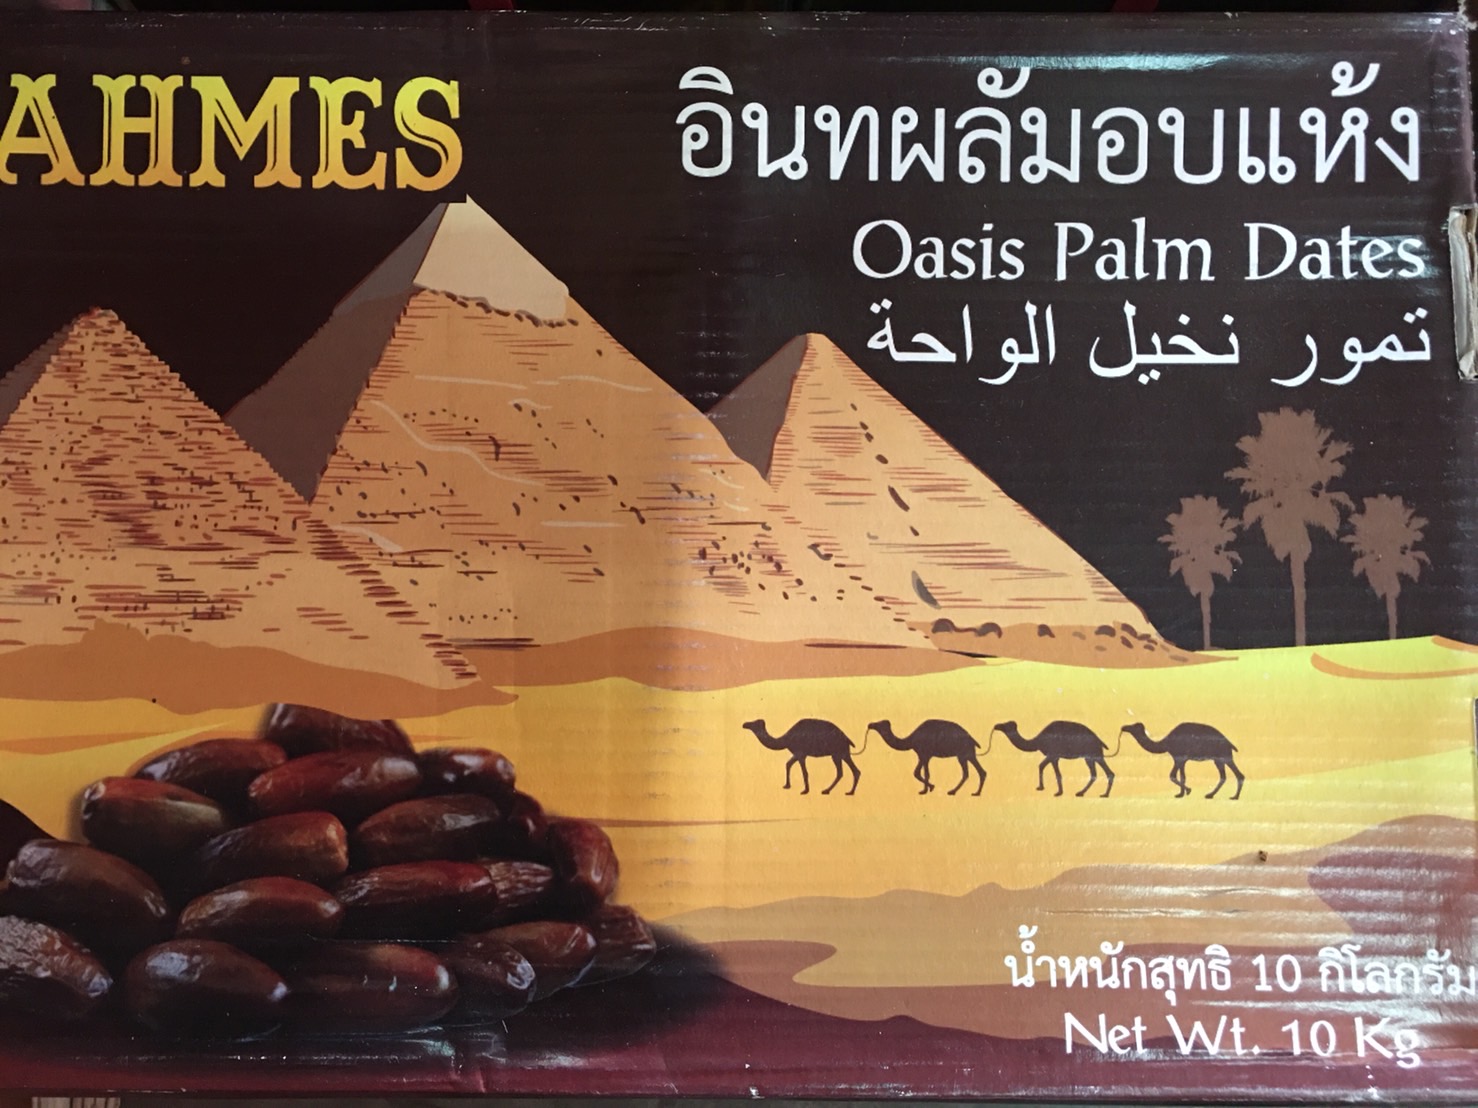 AHMES
อินทผลัมอบแห้ง
Oasis Palm Dates
تمور نخيل الواحة
น้ำหนักสุทธิ 10 กิโลกรัม
Net Wt. 10 Kg